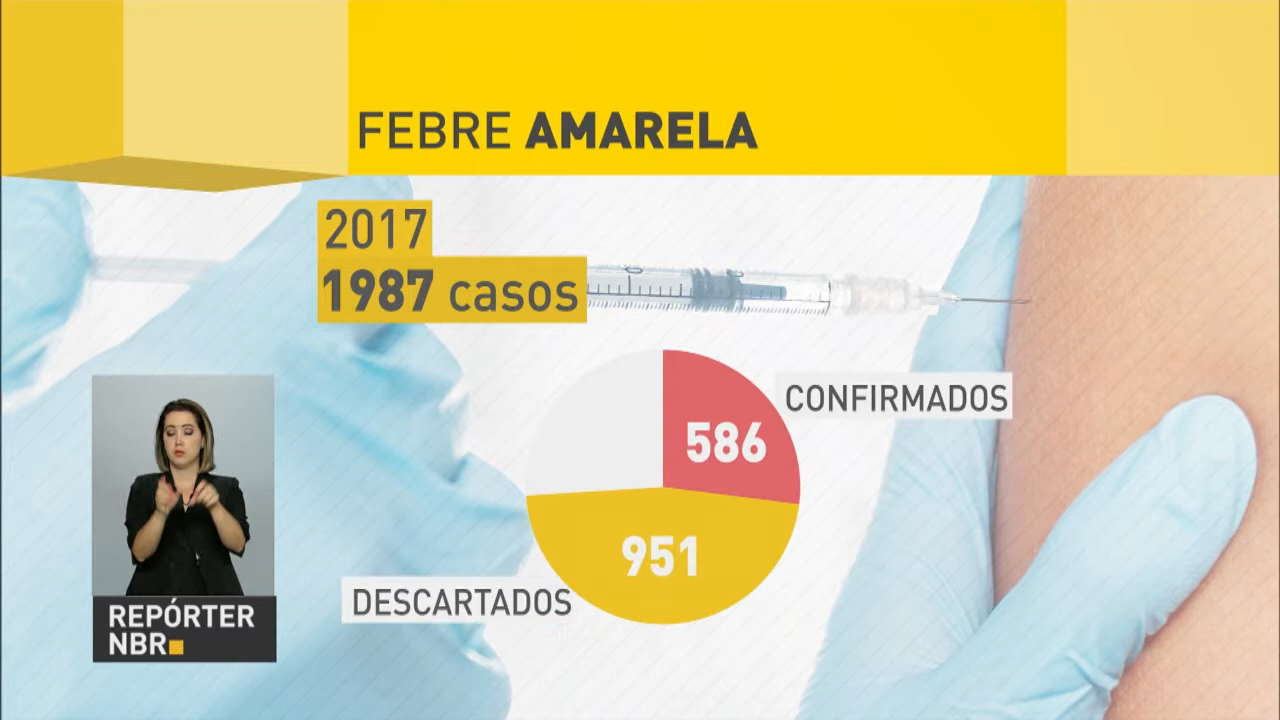 FEBRE AMARELA
2017
1987 casos
CONFIRMADOS
586
951
DESCARTADOS
REPÓRTER
NBR